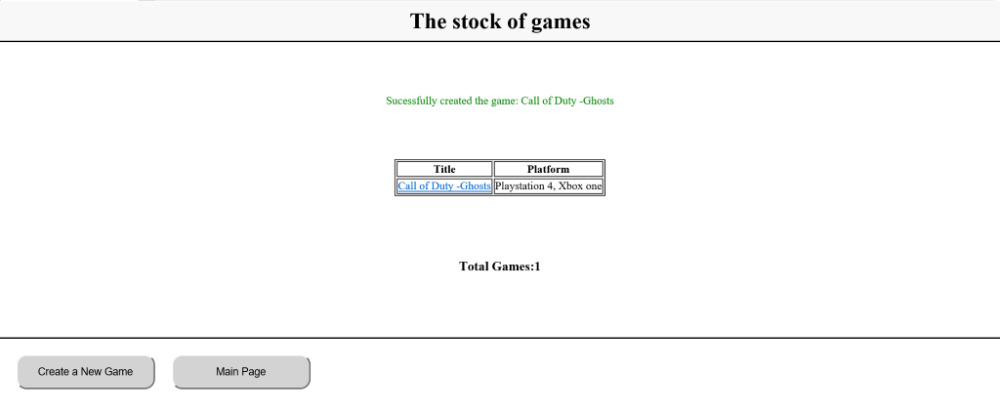 The stock of games
Sucessfully created the game: Call of Duty -Ghosts
Title Platform
Call of Duty -Ghosts Playstation 4, Xbox one
Total Games:1
Create a New Game Main Page